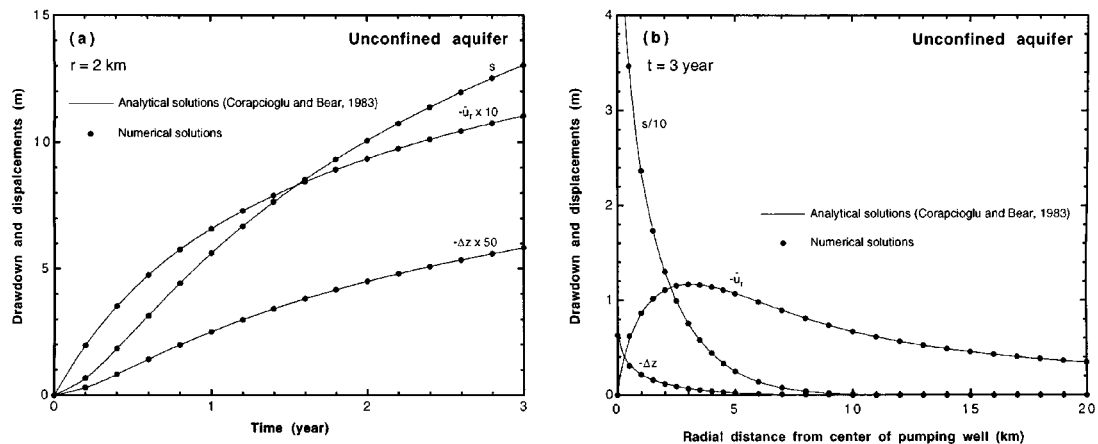 15
10
5
0
0
1
2
3
Drawdown and dispalcements (m)
Time (year)
(a)
Unconfined aquifer
r = 2 km
Analytical solutions (Corapcioglu and Bear, 1983)
Numerical solutions
s
-ûr x 10
-Δz x 50
4
3
2
1
0
0
5
10
15
20
Drawdown and displacements (m)
Radial distance from center of pumping well (km)
(b)
Unconfined aquifer
t = 3 year
s/10
Analytical solutions (Corapcioglu and Bear, 1983)
Numerical solutions
-ûr
-Δz